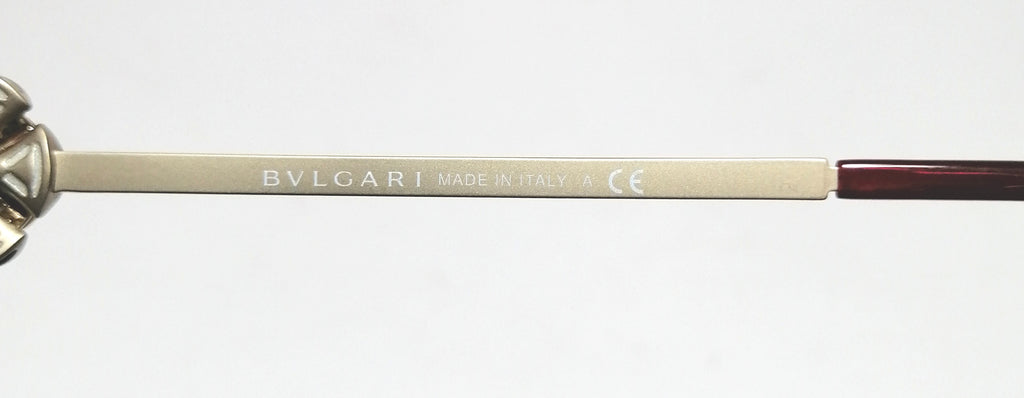 BVLGARI MADE IN ITALY A CE